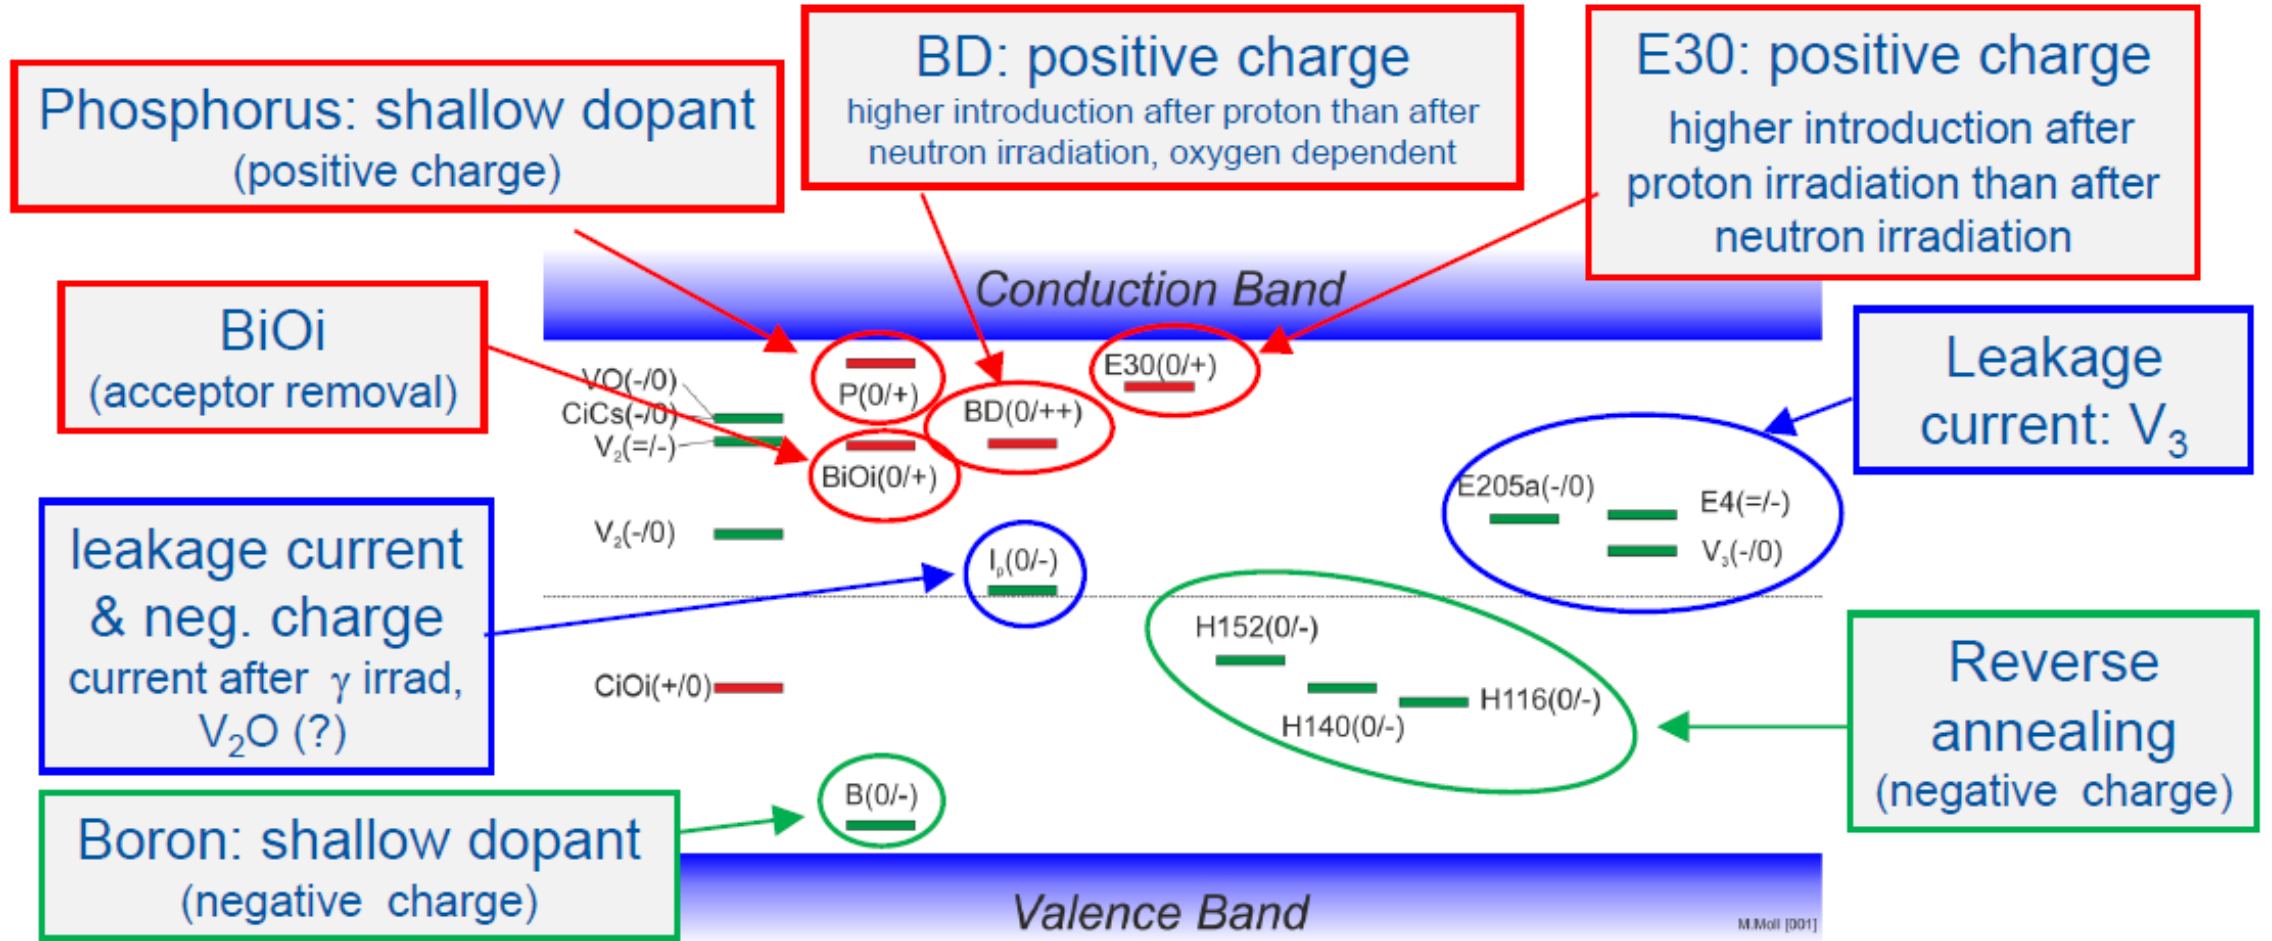 Phosphorus: shallow dopant
(positive charge)
BD: positive charge
higher introduction after proton than after
neutron irradiation, oxygen dependent
E30: positive charge
higher introduction after
proton irradiation than after
neutron irradiation
Conduction Band
BiOi
(acceptor removal)
Leakage
current: V₃
VO(-/0)
CiCs(-/0)
V₂(=/-)
P(0/+)
BiOi(0/+)
BD(0/++)
E30(0/+)
E205a(-/0)
E4(=/-)
V₃(-/0)
V₂(-/0)
Iₚ(0/-)
leakage current
& neg. charge
current after γ irrad,
V₂O (?)
H152(0/-)
H140(0/-)
H116(0/-)
CiOi(+/0)
Reverse
annealing
(negative charge)
B(0/-)
Boron: shallow dopant
(negative charge)
Valence Band
M.Moll [001]